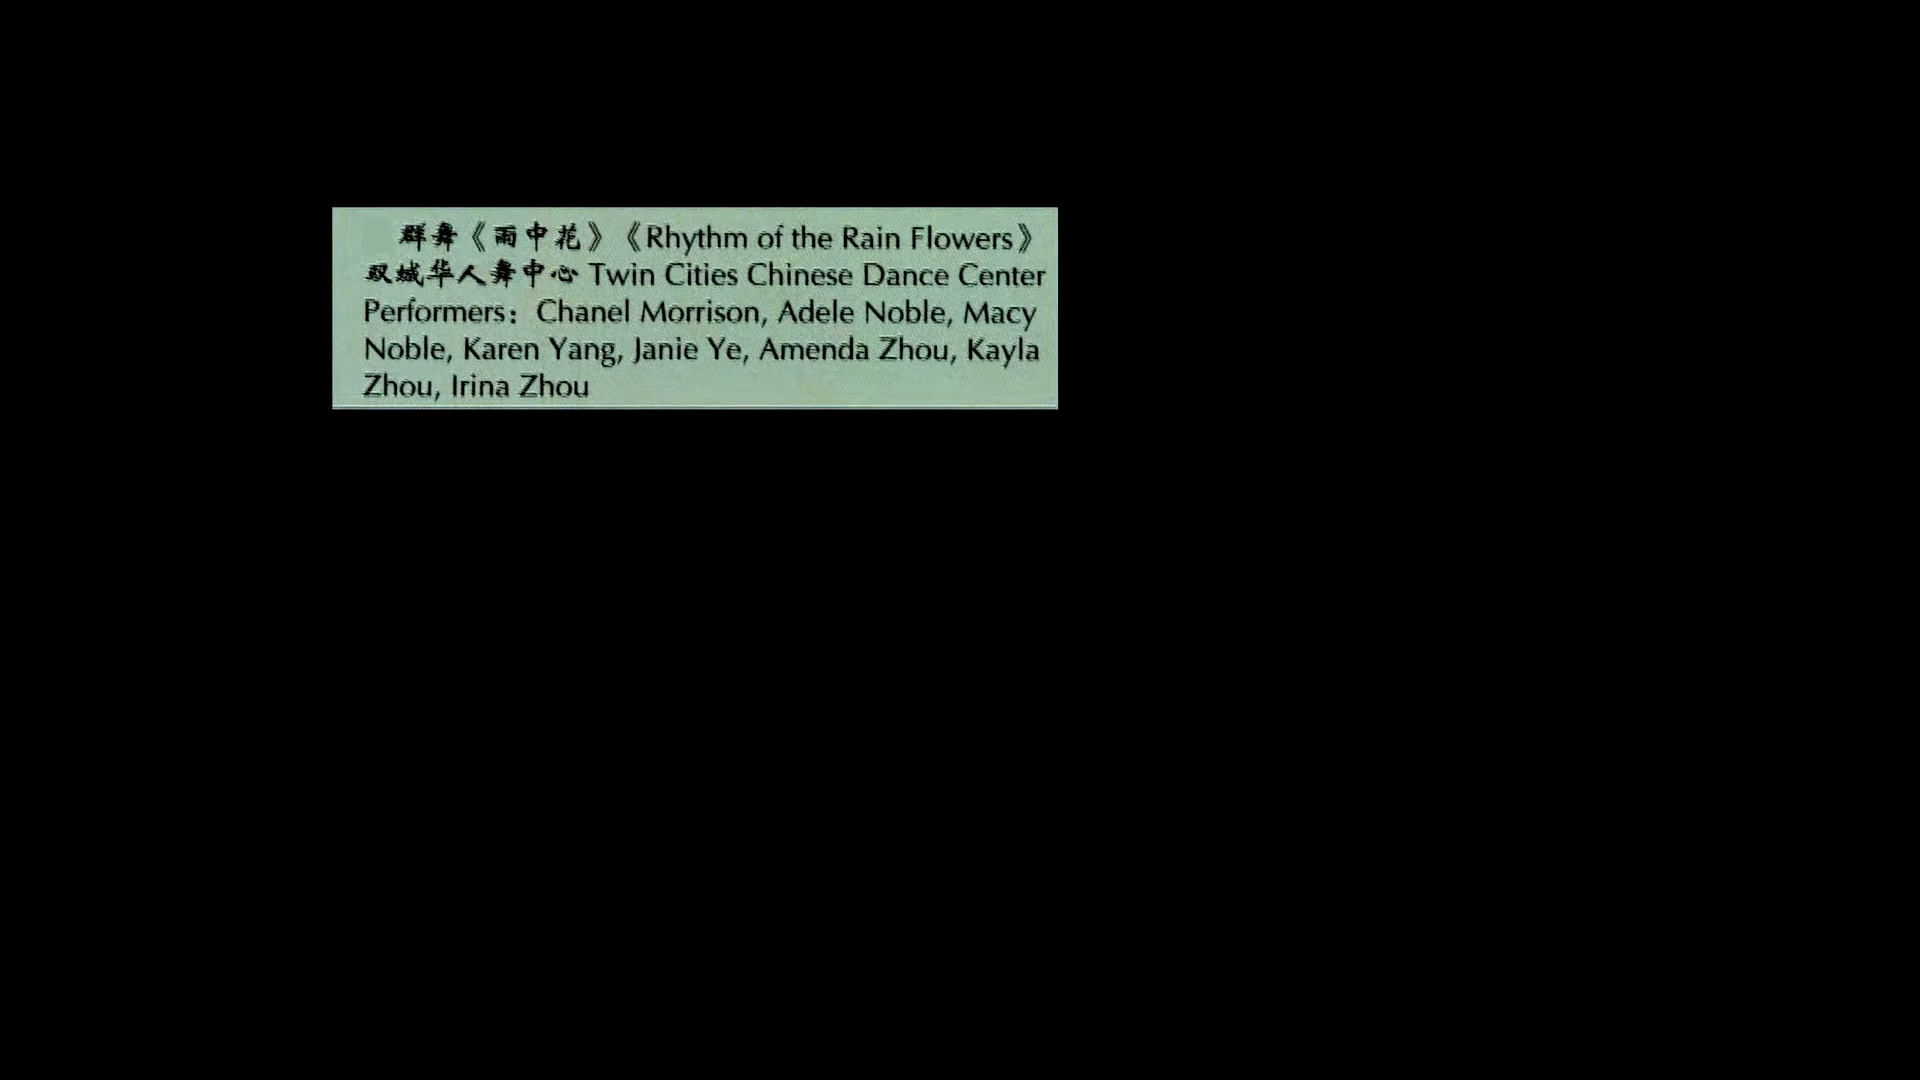 群舞《雨中花》《Rhythm of the Rain Flowers》
双城华人舞中心 Twin Cities Chinese Dance Center
Performers: Chanel Morrison, Adele Noble, Macy
Noble, Karen Yang, Janie Ye, Amenda Zhou, Kayla
Zhou, Irina Zhou